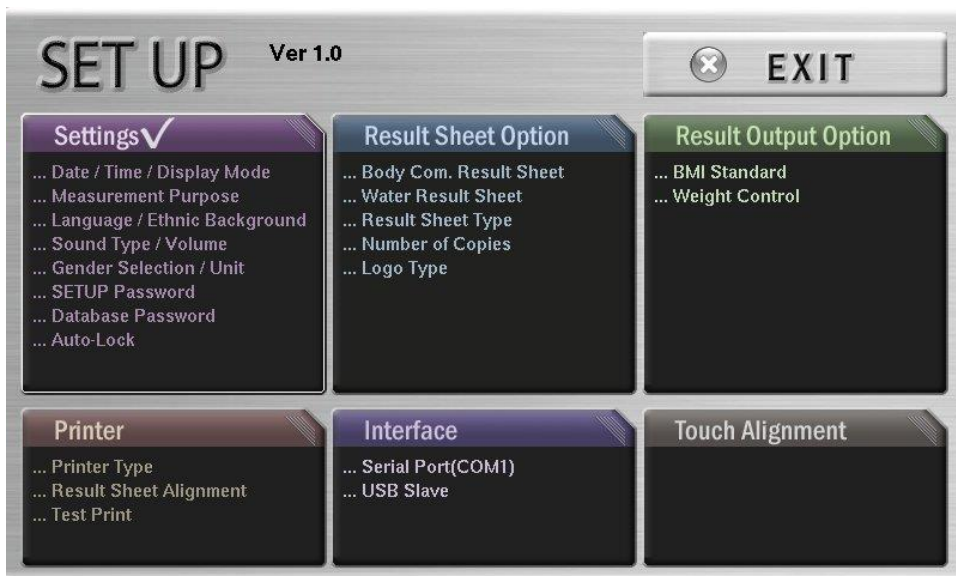 SET UP Ver 1.0
EXIT
Settings
... Date / Time / Display Mode
... Measurement Purpose
... Language / Ethnic Background
... Sound Type / Volume
... Gender Selection / Unit
... SETUP Password
... Database Password
... Auto-Lock
Result Sheet Option
... Body Com. Result Sheet
... Water Result Sheet
... Result Sheet Type
... Number of Copies
... Logo Type
Result Output Option
... BMI Standard
... Weight Control
Printer
... Printer Type
... Result Sheet Alignment
... Test Print
Interface
... Serial Port(COM1)
... USB Slave
Touch Alignment